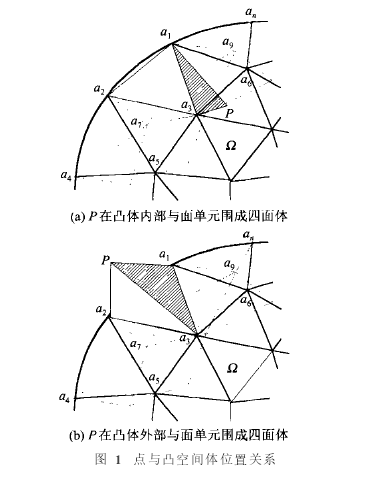 aₙ
a₁
a₉
a₂
a₆
a₃
P
a₇
Ω
a₅
a₄
(a) P在凸体内部与面单元围成四面体
aₙ
P
a₁
a₉
a₆
a₂
a₃
a₇
Ω
a₅
a₄
(b) P在凸体外部与面单元围成四面体
图 1 点与凸空间体位置关系